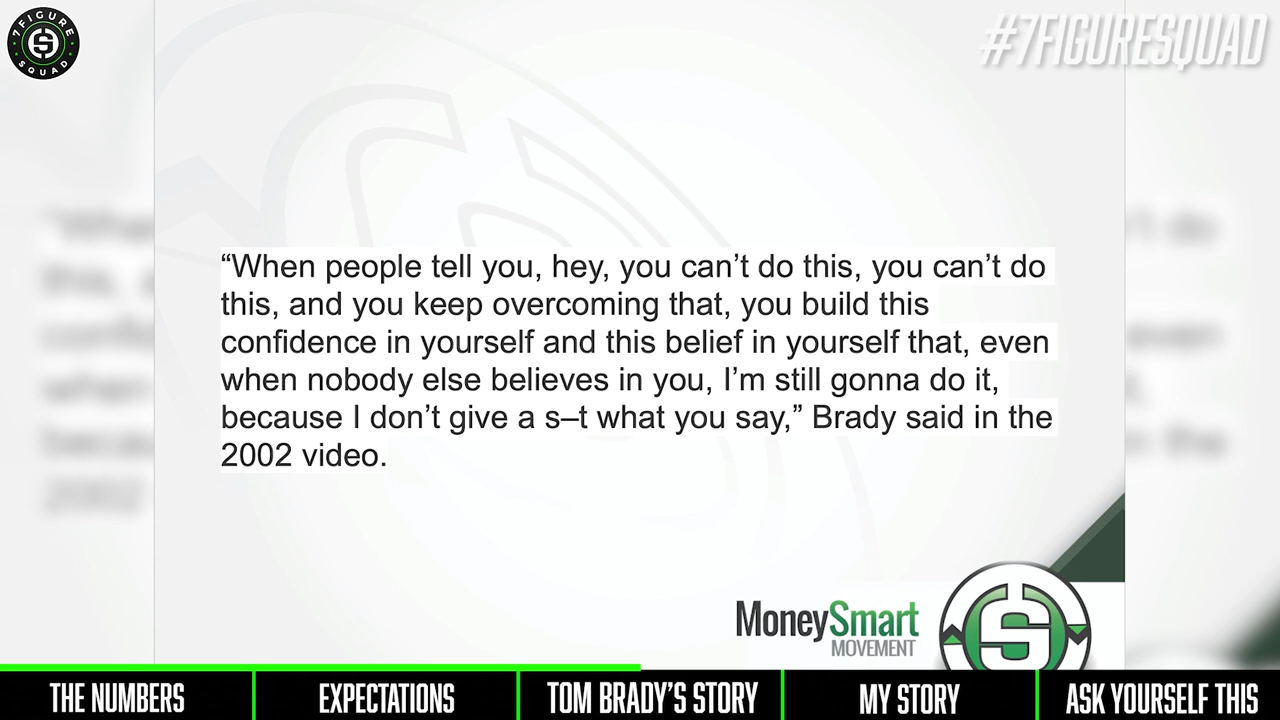 7FIGURE
SQUAD
#7FIGURESQUAD
“When people tell you, hey, you can’t do this, you can’t do
this, and you keep overcoming that, you build this
confidence in yourself and this belief in yourself that, even
when nobody else believes in you, I’m still gonna do it,
because I don’t give a s–t what you say,” Brady said in the
2002 video.
MoneySmart
MOVEMENT
THE NUMBERS
EXPECTATIONS
TOM BRADY’S STORY
MY STORY
ASK YOURSELF THIS